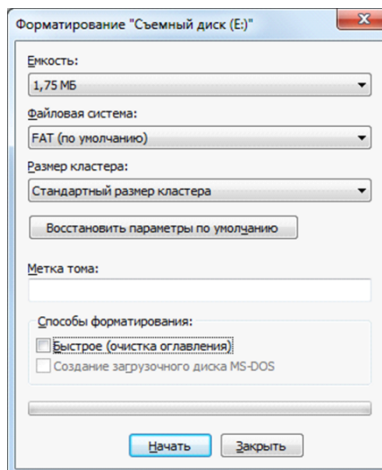 Форматирование "Съемный диск (E:)"
Емкость:
1,75 МБ
Файловая система:
FAT (по умолчанию)
Размер кластера:
Стандартный размер кластера
Восстановить параметры по умолчанию
Метка тома:
Способы форматирования:
Быстрое (очистка оглавления)
Создание загрузочного диска MS-DOS
Начать
Закрыть